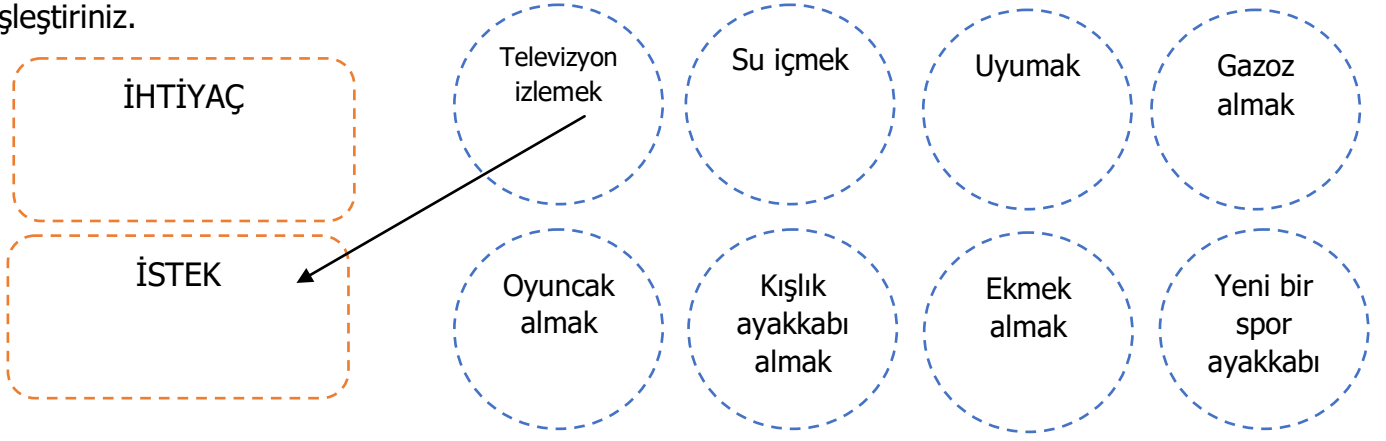 şleştiriniz.
İHTİYAÇ
Televizyon
izlemek
Su içmek
Uyumak
Gazoz
almak
İSTEK
Oyuncak
almak
Kışlık
ayakkabı
almak
Ekmek
almak
Yeni bir
spor
ayakkabı